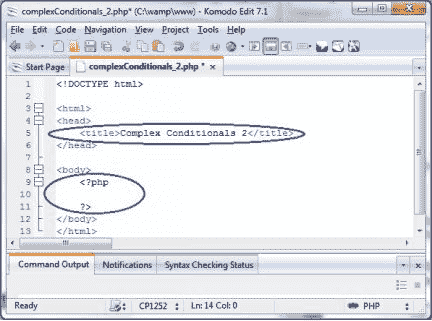 complexConditionals_2.php* (C:\wamp\www) - Komodo Edit 7.1
File Edit Code Navigation View Project Tools Help
Start Page complexConditionals_2.php *
1 <!DOCTYPE html>
2
3 <html>
4 <head>
5 <title>Complex Conditionals 2</title>
6 </head>
7
8 <body>
9 <?php
10
11 ?>
12 </body>
13 </html>
Command Output Notifications Syntax Checking Status
Ready CP1252 Ln: 14 Col: 0 PHP